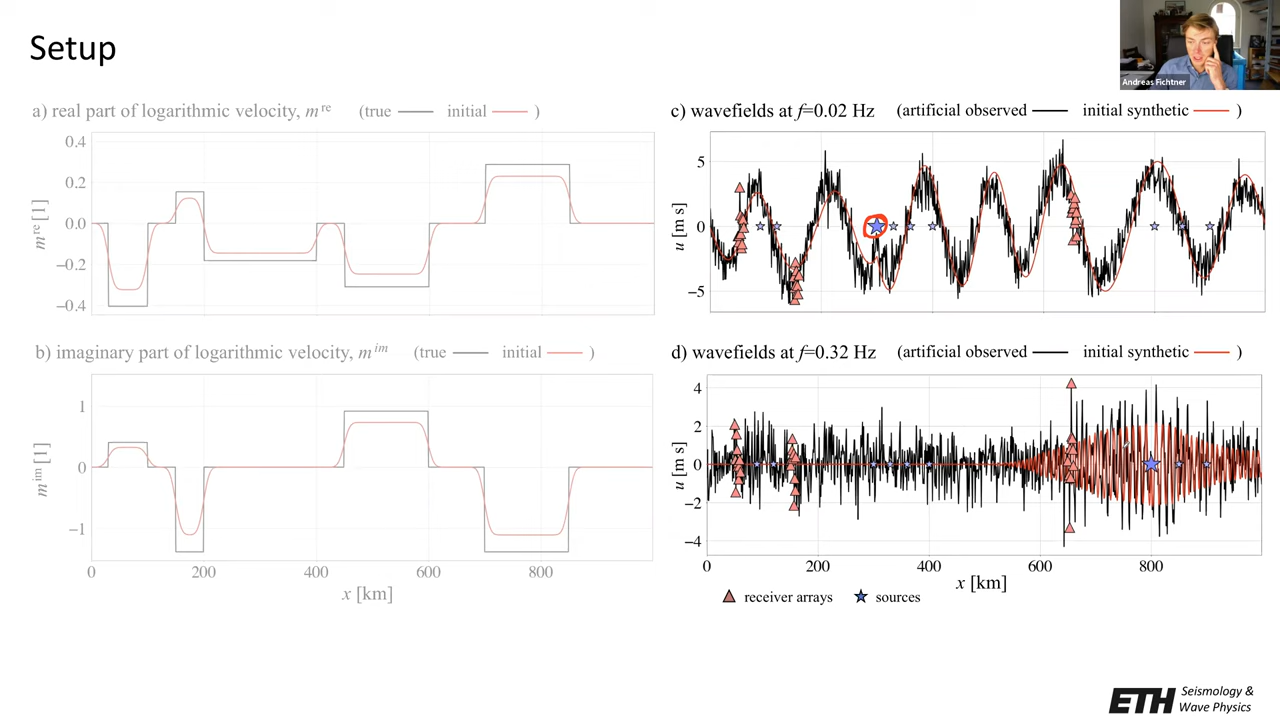 Setup
Andreas Fichtner
a) real part of logarithmic velocity, m^re (true initial )
0.4
0.2
0.0
−0.2
−0.4
m^re [1]
b) imaginary part of logarithmic velocity, m^im (true initial )
1
0
−1
m^im [1]
0 200 400 600 800
x [km]
c) wavefields at f=0.02 Hz (artificial observed initial synthetic )
5
0
−5
u [m s]
d) wavefields at f=0.32 Hz (artificial observed initial synthetic )
4
2
0
−2
−4
u [m s]
0 200 400 600 800
x [km]
receiver arrays sources
ETH Seismology &
Wave Physics